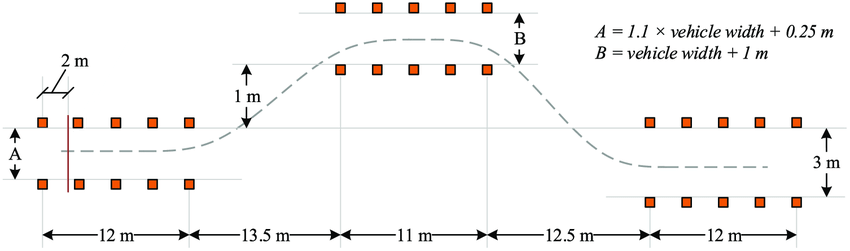 A = 1.1 × vehicle width + 0.25 m
B = vehicle width + 1 m
B
2 m
1 m
A
3 m
12 m
13.5 m
11 m
12.5 m
12 m